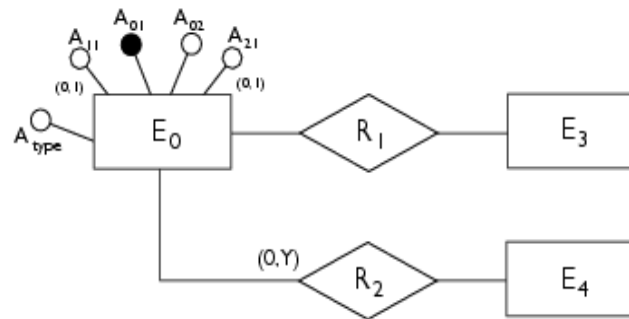 A01 A02
A11 A21
(0,1) (0,1)
Atype E0 R1 E3
(0,Y)
R2 E4